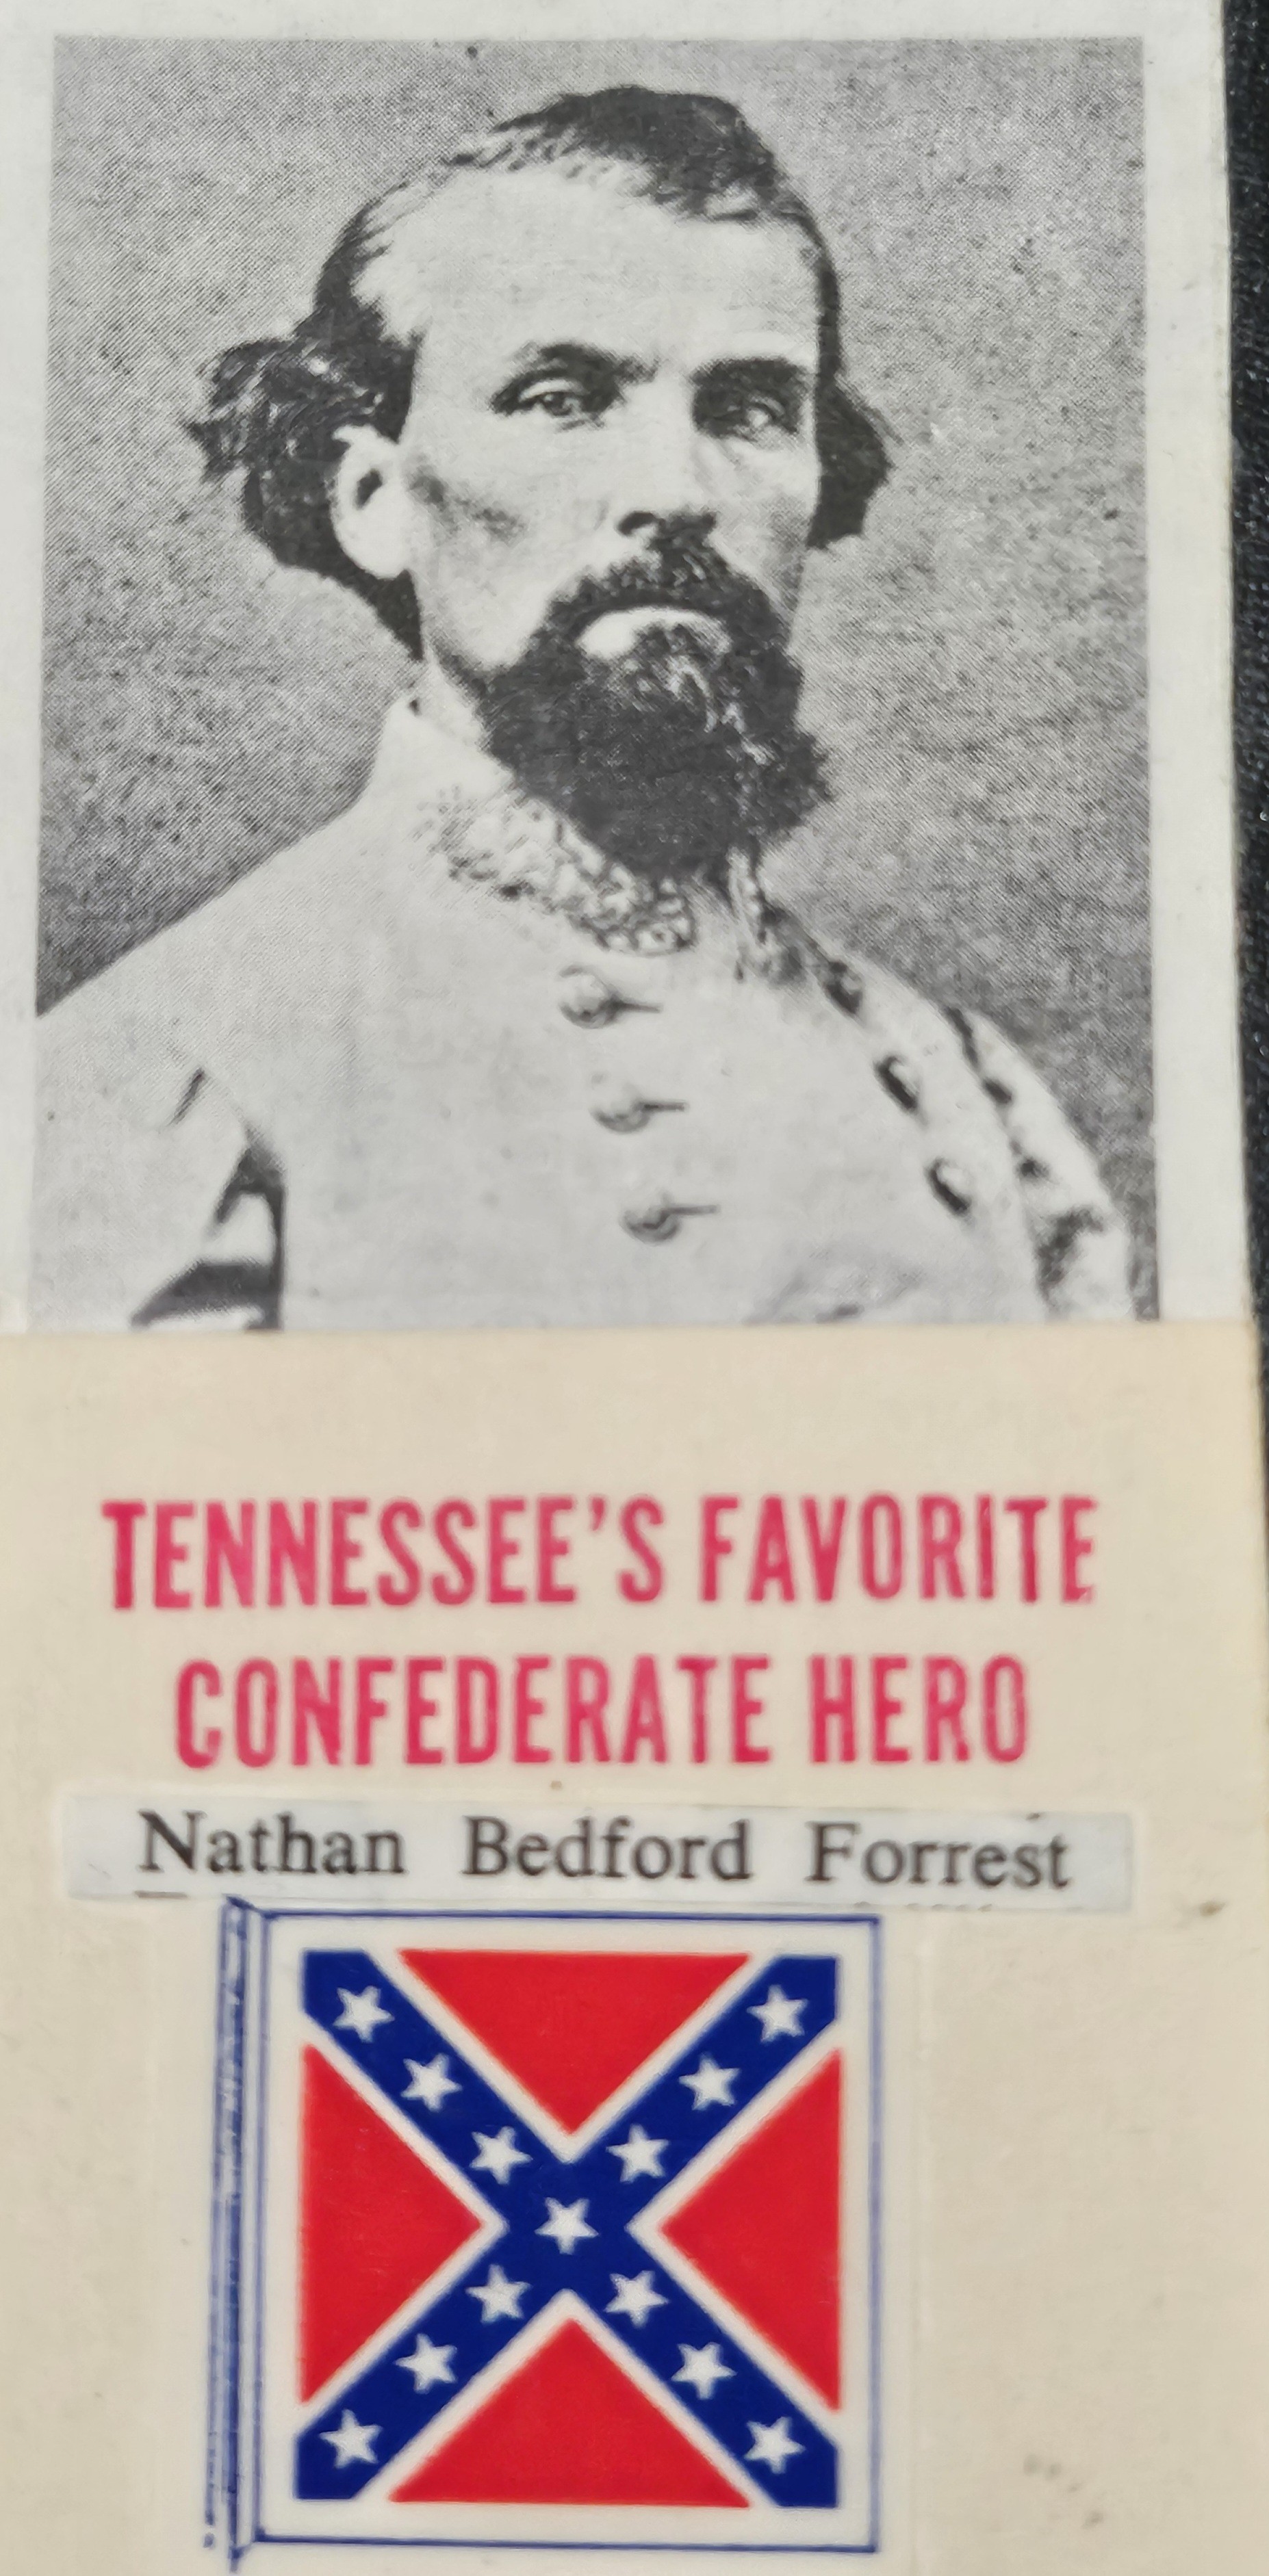 TENNESSEE'S FAVORITE
CONFEDERATE HERO
Nathan Bedford Forrest